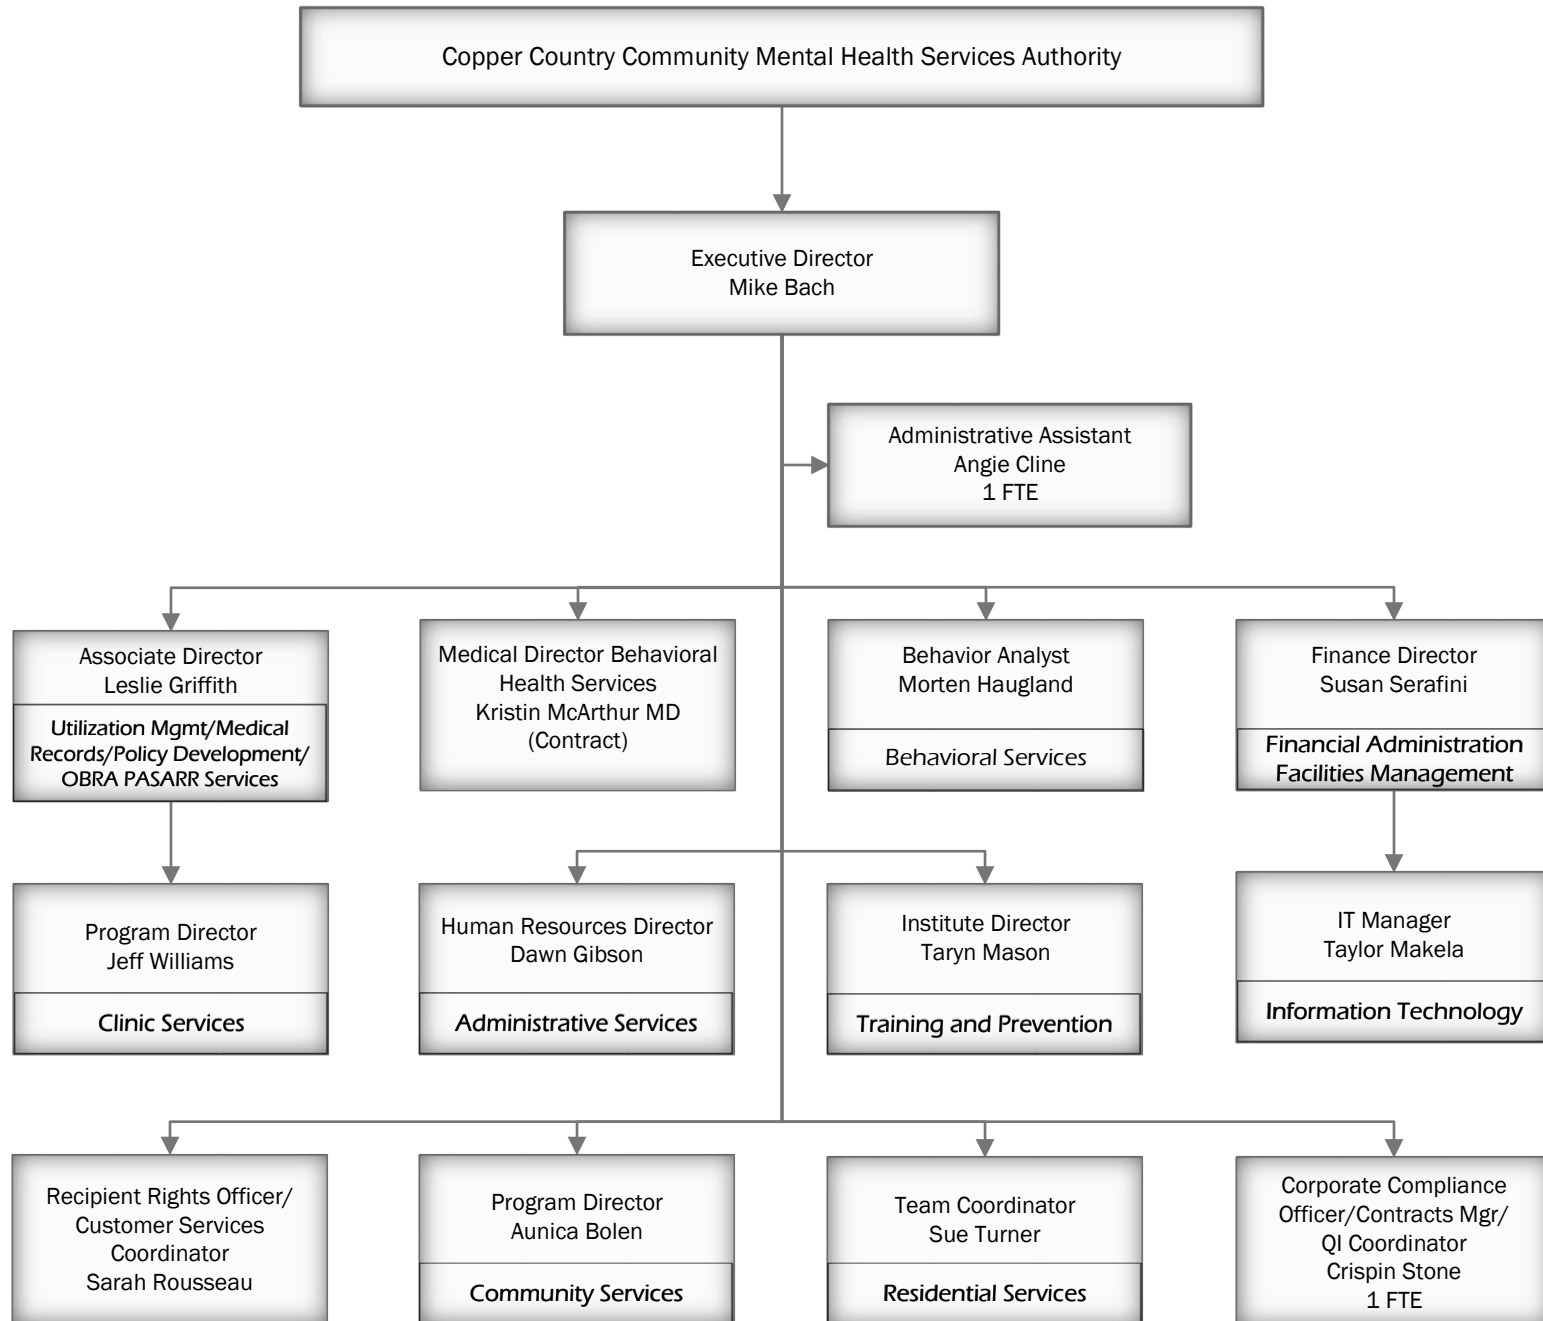 Copper Country Community Mental Health Services Authority
Executive Director
Mike Bach
Administrative Assistant
Angie Cline
1 FTE
Associate Director
Leslie Griffith
Utilization Mgmt/Medical
Records/Policy Development/
OBRA PASARR Services
Medical Director Behavioral
Health Services
Kristin McArthur MD
(Contract)
Behavior Analyst
Morten Haugland
Behavioral Services
Finance Director
Susan Serafini
Financial Administration
Facilities Management
Program Director
Jeff Williams
Clinic Services
Human Resources Director
Dawn Gibson
Administrative Services
Institute Director
Taryn Mason
Training and Prevention
IT Manager
Taylor Makela
Information Technology
Recipient Rights Officer/
Customer Services
Coordinator
Sarah Rousseau
Program Director
Aunica Bolen
Community Services
Team Coordinator
Sue Turner
Residential Services
Corporate Compliance
Officer/Contracts Mgr/
QI Coordinator
Crispin Stone
1 FTE